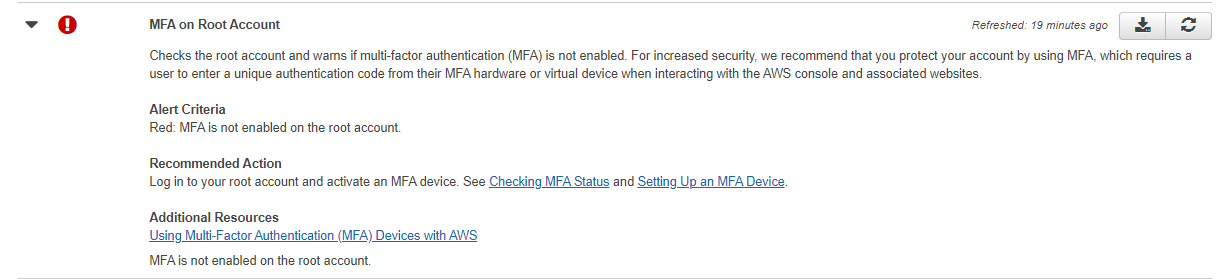 MFA on Root Account
Refreshed: 19 minutes ago
Checks the root account and warns if multi-factor authentication (MFA) is not enabled. For increased security, we recommend that you protect your account by using MFA, which requires a
user to enter a unique authentication code from their MFA hardware or virtual device when interacting with the AWS console and associated websites.
Alert Criteria
Red: MFA is not enabled on the root account.
Recommended Action
Log in to your root account and activate an MFA device. See Checking MFA Status and Setting Up an MFA Device.
Additional Resources
Using Multi-Factor Authentication (MFA) Devices with AWS
MFA is not enabled on the root account.